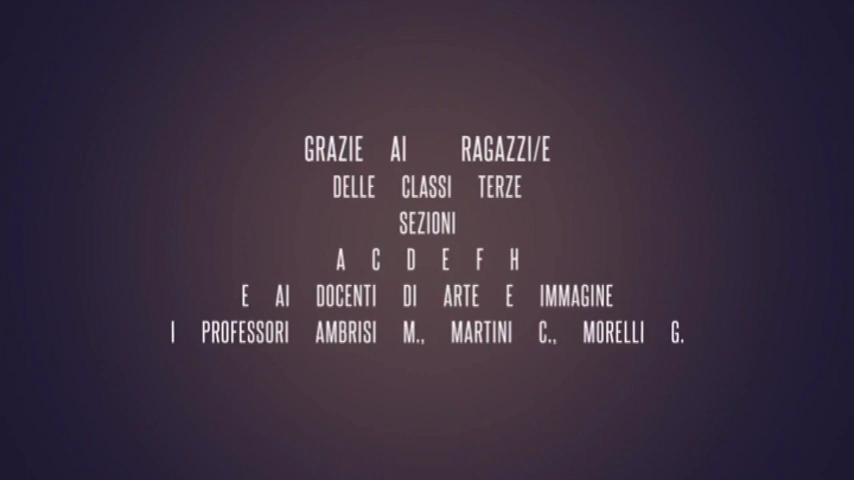 GRAZIE AI RAGAZZI/E
DELLE CLASSI TERZE
SEZIONI
A C D E F H
E AI DOCENTI DI ARTE E IMMAGINE
I PROFESSORI AMBRISI M., MARTINI C., MORELLI G.